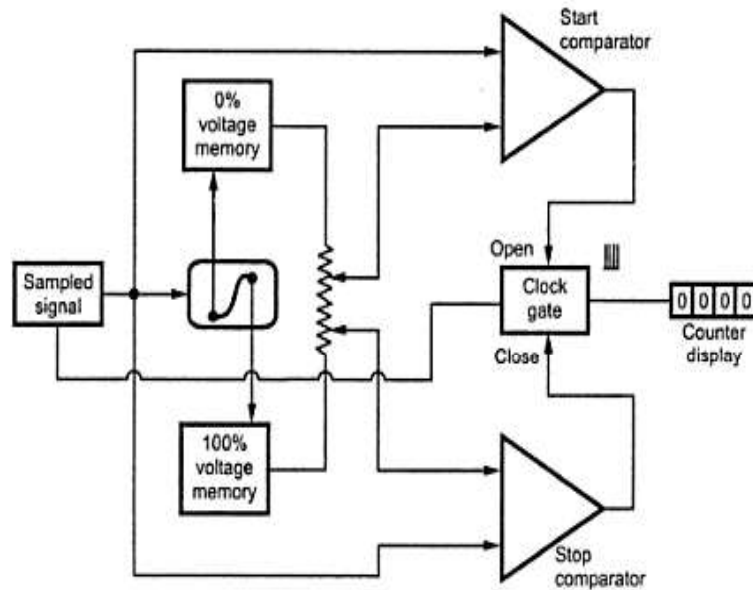 Start
comparator
0%
voltage
memory
Open
Sampled
signal
Clock
gate
0 0 0 0
Counter
display
Close
100%
voltage
memory
Stop
comparator